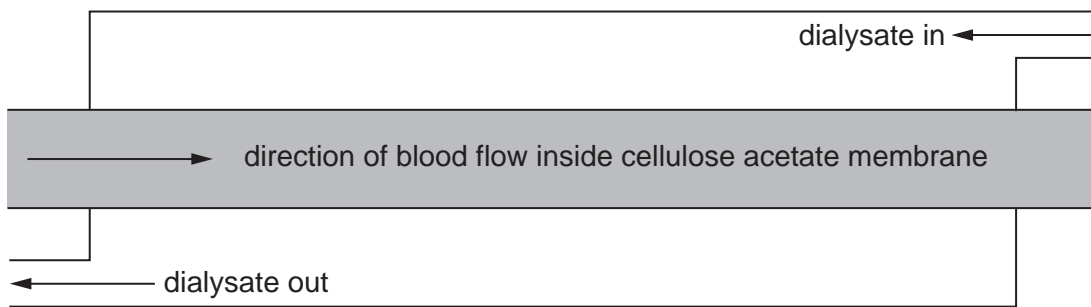 dialysate in
direction of blood flow inside cellulose acetate membrane
dialysate out